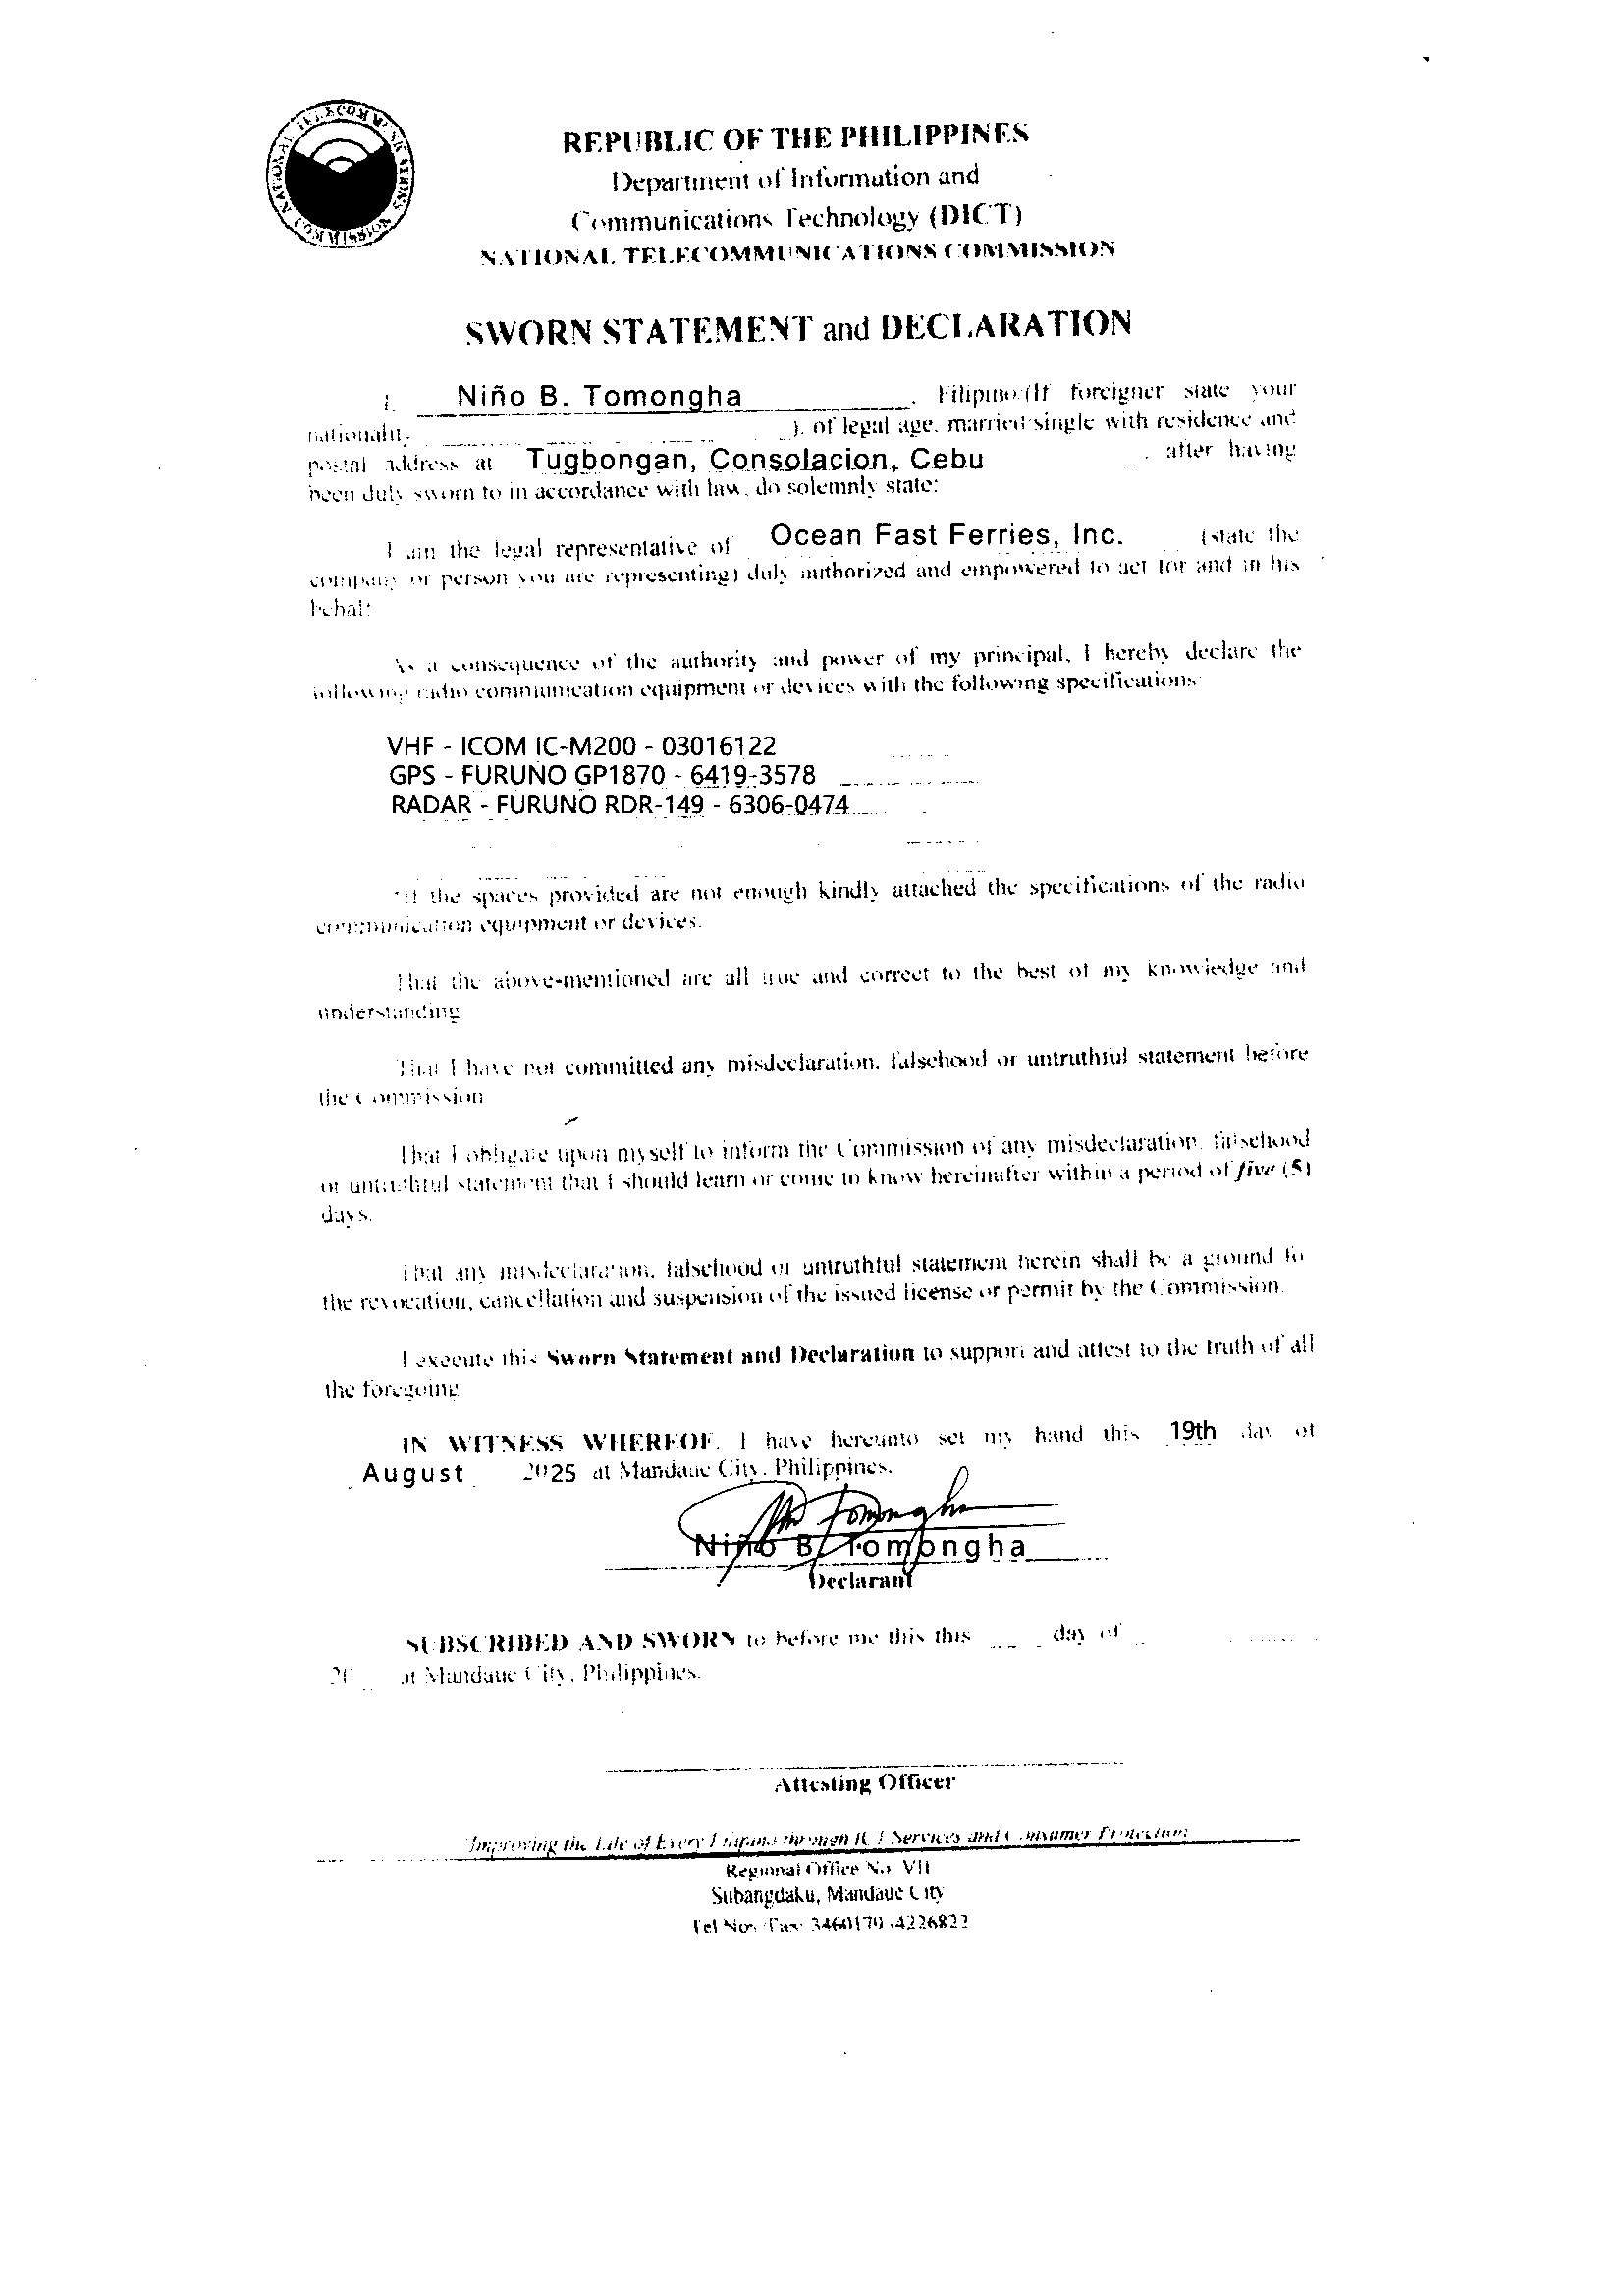 NATIONAL TELECOMMUNICATIONS COMMISSION
REPUBLIC OF THE PHILIPPINES
Department of Information and
Communications Technology (DICT)
NATIONAL TELECOMMUNICATIONS COMMISSION
SWORN STATEMENT and DECLARATION
I, Niño B. Tomongha, Filipino (If foreigner state your
nationality ), of legal age, married/single with residence and
postal address at Tugbongan, Consolacion, Cebu, after having
been duly sworn to in accordance with law, do solemnly state:
I am the legal representative of Ocean Fast Ferries, Inc. (state the
company or person you are representing) duly authorized and empowered to act for and in his
behalf
As a consequence of the authority and power of my principal, I hereby declare the
following radio communication equipment or devices with the following specifications
VHF - ICOM IC-M200 - 03016122
GPS - FURUNO GP1870 - 6419-3578
RADAR - FURUNO RDR-149 - 6306-0474
*If the spaces provided are not enough kindly attached the specifications of the radio
communication equipment or devices.
That the above-mentioned are all true and correct to the best of my knowledge and
understanding
That I have not committed any misdeclaration, falsehood or untruthful statement before
the Commission
That I obligate upon myself to inform the Commission of any misdeclaration, falsehood
or untruthful statement that I should learn or come to know hereinafter within a period of five (5)
days.
That any misdeclaration, falsehood or untruthful statement herein shall be a ground fo
the revocation, cancellation and suspension of the issued license or permit by the Commission.
I execute this Sworn Statement and Declaration to support and attest to the truth of all
the foregoing
IN WITNESS WHEREOF, I have hereunto set my hand this 19th day of
August 2025 at Mandaue City, Philippines.
Niño B. Tomongha
Declarant
SUBSCRIBED AND SWORN to before me this this day of
20 at Mandaue City, Philippines.
Attesting Officer
"Improving the Life of Every Filipino through ICT Services and Consumer Protection"
Regional Office No. VII
Subangdaku, Mandaue City
Tel Nos/Fax: 3460179 /4226822